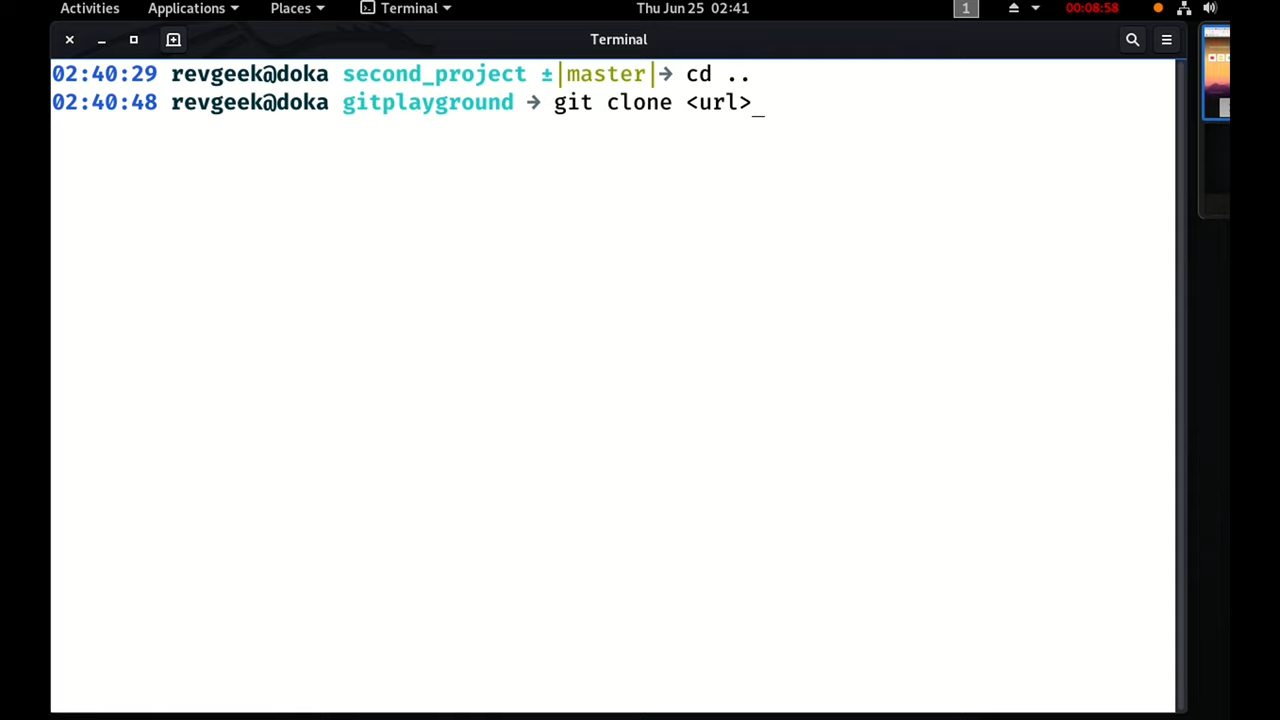 Activities Applications Places Terminal Thu Jun 25 02:41 1 00:08:58
Terminal
02:40:29 revgeek@doka second_project ±|master|→ cd ..
02:40:48 revgeek@doka gitplayground → git clone <url>_